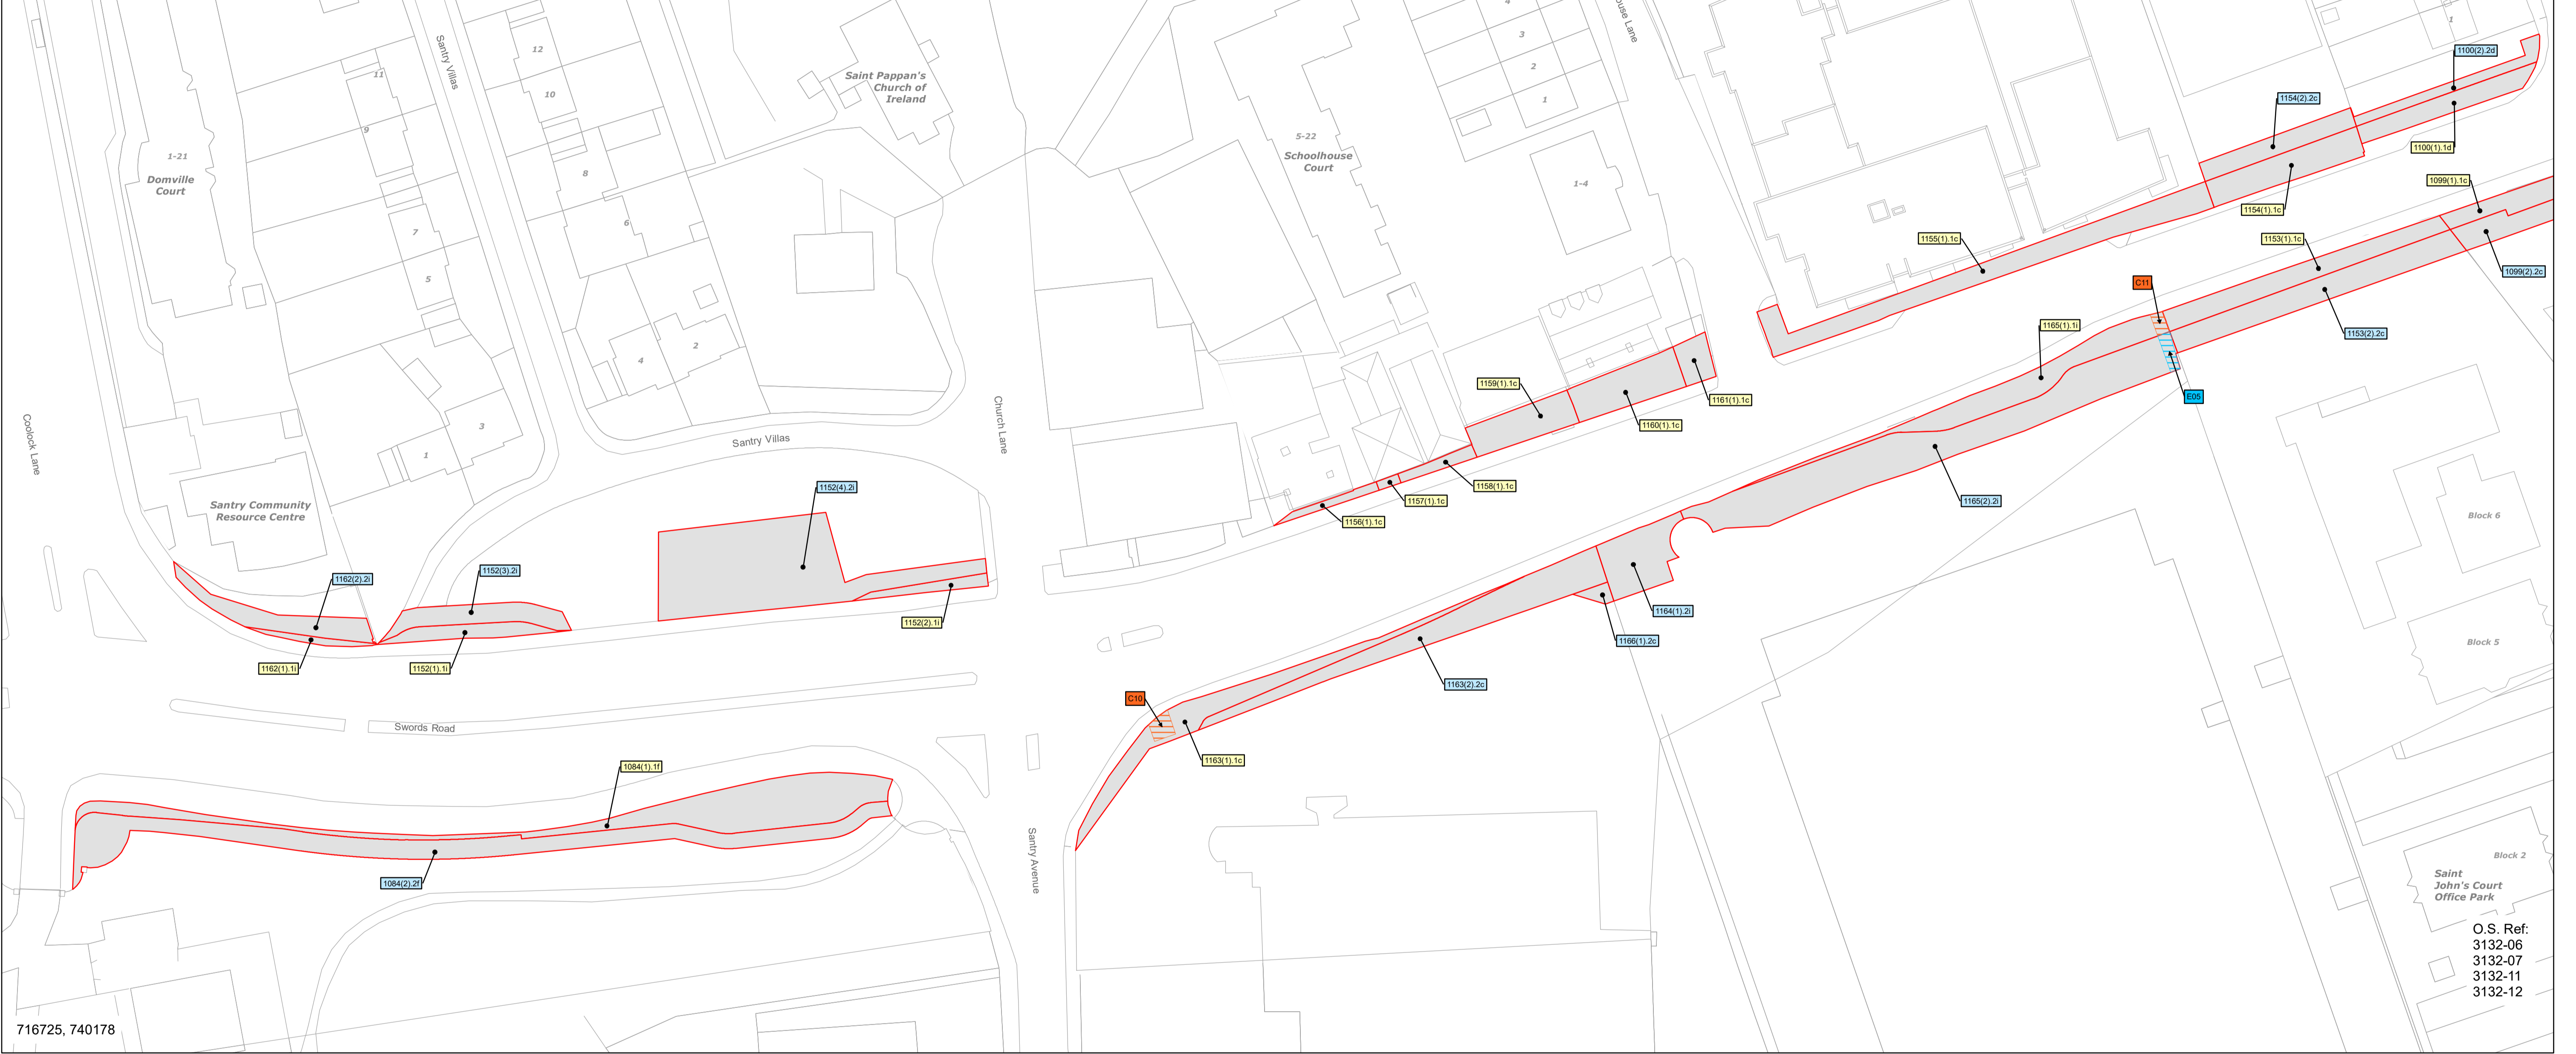 4
3
2
1
ouse Lane
1
12
10
8
6
4
2
11
9
7
5
3
1
Santry Villas
Saint Pappan's
Church of
Ireland
1-21
Domville
Court
5-22
Schoolhouse
Court
1-4
1100(2).2d
1154(2).2c
1100(1).1d
1099(1).1c
1154(1).1c
1155(1).1c
1153(1).1c
1099(2).2c
C11
1165(1).1i
1153(2).2c
E05
1159(1).1c
1161(1).1c
1160(1).1c
Coolock Lane
Church Lane
Santry Villas
1152(4).2i
1158(1).1c
1157(1).1c
1156(1).1c
1165(2).2i
Santry Community
Resource Centre
Block 6
1162(2).2i
1152(3).2i
1152(2).1i
1164(1).2i
1166(1).2c
Block 5
1162(1).1i
1152(1).1i
1163(2).2c
C10
Swords Road
1163(1).1c
1084(1).1f
Santry Avenue
1084(2).2f
Block 2
Saint
John's Court
Office Park
O.S. Ref:
3132-06
3132-07
3132-11
3132-12
716725, 740178